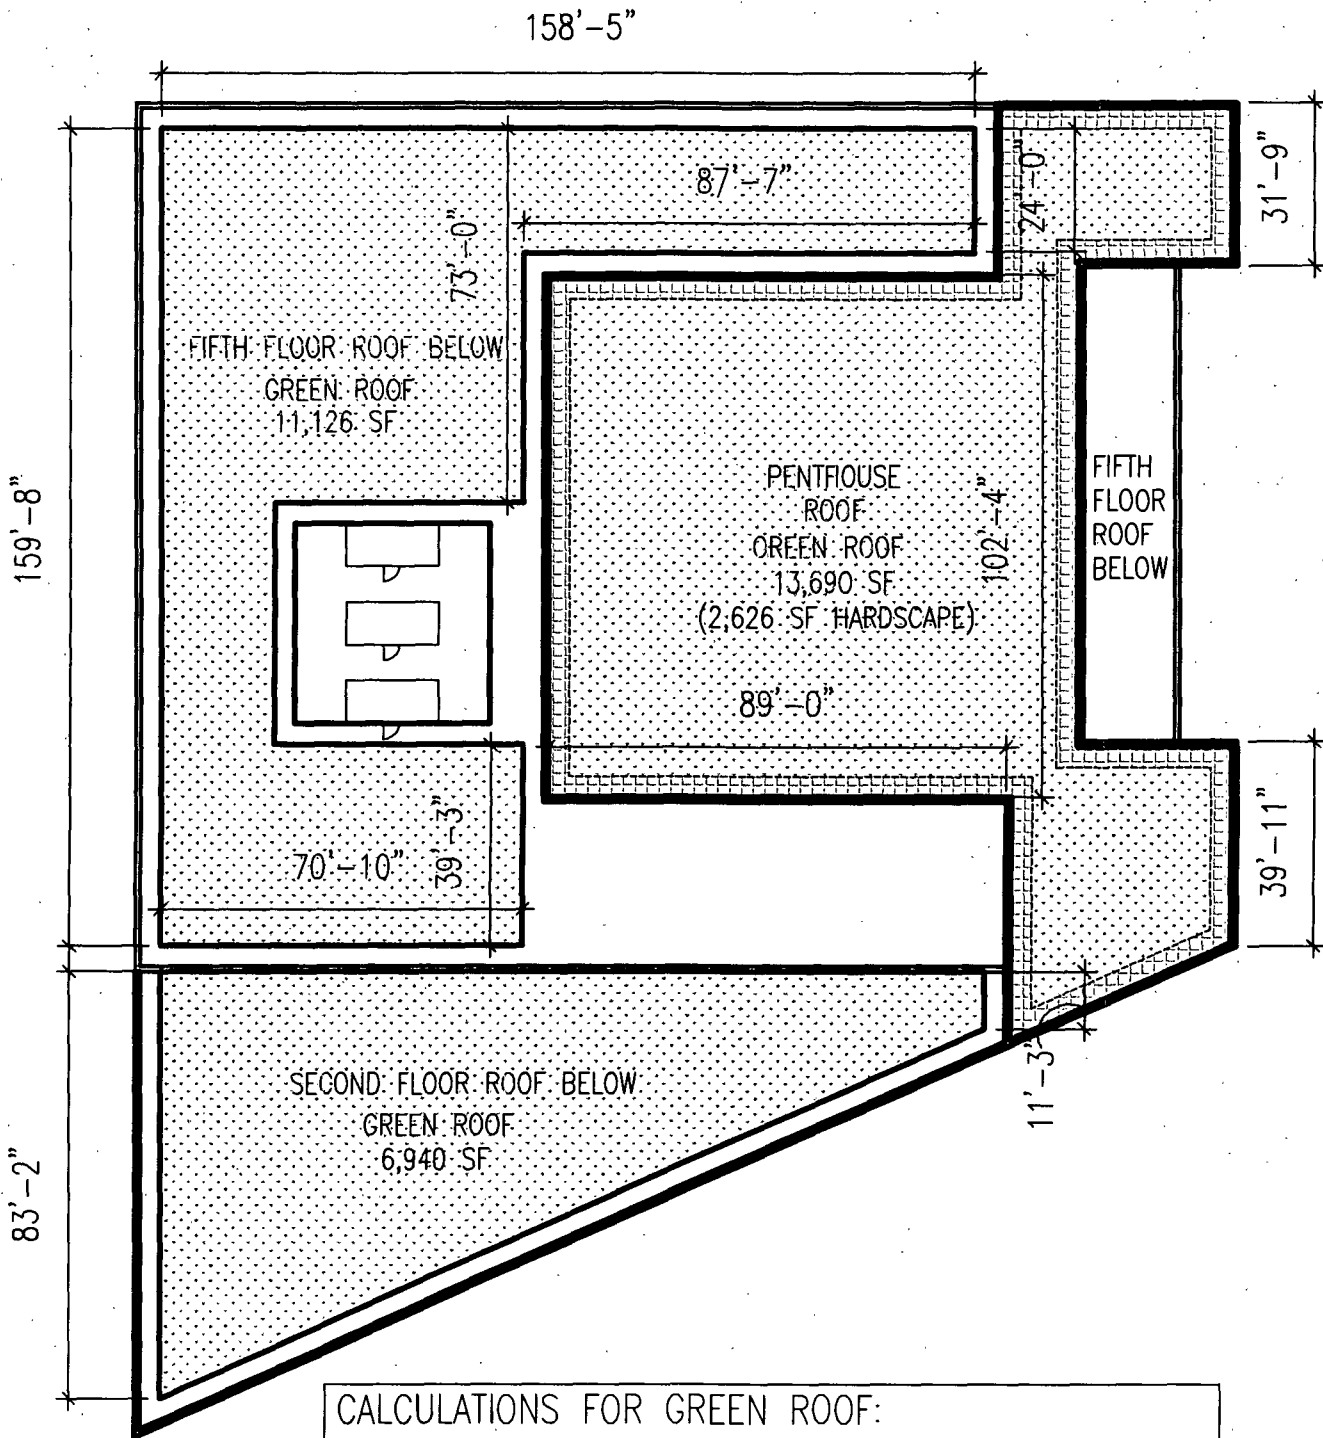 158'-5"
31'-9"
24'-0"
87'-7"
73'-0"
FIFTH FLOOR ROOF BELOW
GREEN ROOF
11,126 SF
159'-8"
PENTHOUSE
ROOF
GREEN ROOF
13,690 SF
(2,626 SF HARDSCAPE)
102'-4"
FIFTH
FLOOR
ROOF
BELOW
89'-0"
70'-10"
39'-3"
39'-11"
11'-3"
SECOND FLOOR ROOF BELOW
GREEN ROOF
6,940 SF
83'-2"
CALCULATIONS FOR GREEN ROOF: